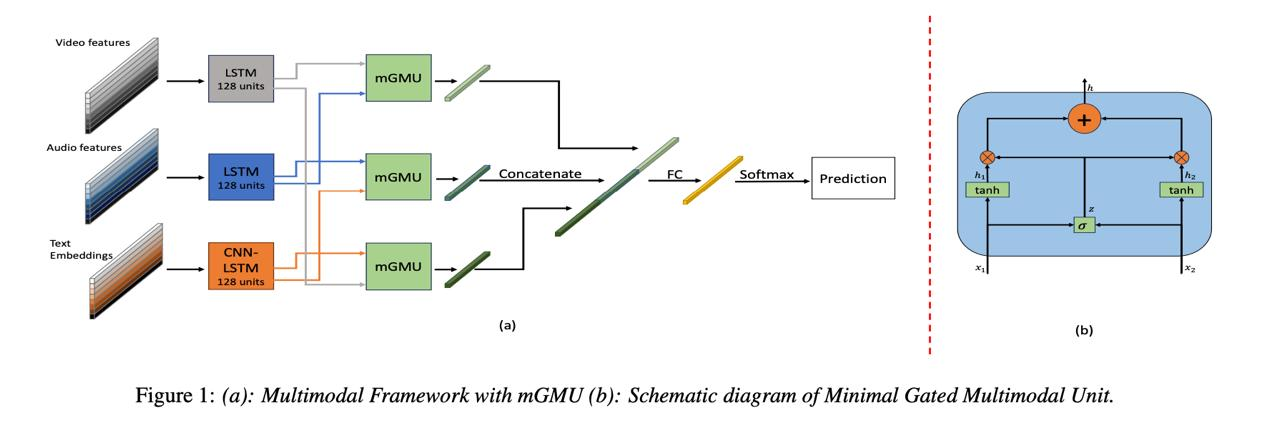 Video features
LSTM
128 units
mGMU
Audio features
LSTM
128 units
mGMU
Concatenate
FC
Softmax
Prediction
Text
Embeddings
CNN-
LSTM
128 units
mGMU
(a)
h
+
h₁
h₂
tanh
tanh
z
σ
x₁
x₂
(b)
Figure 1: (a): Multimodal Framework with mGMU (b): Schematic diagram of Minimal Gated Multimodal Unit.